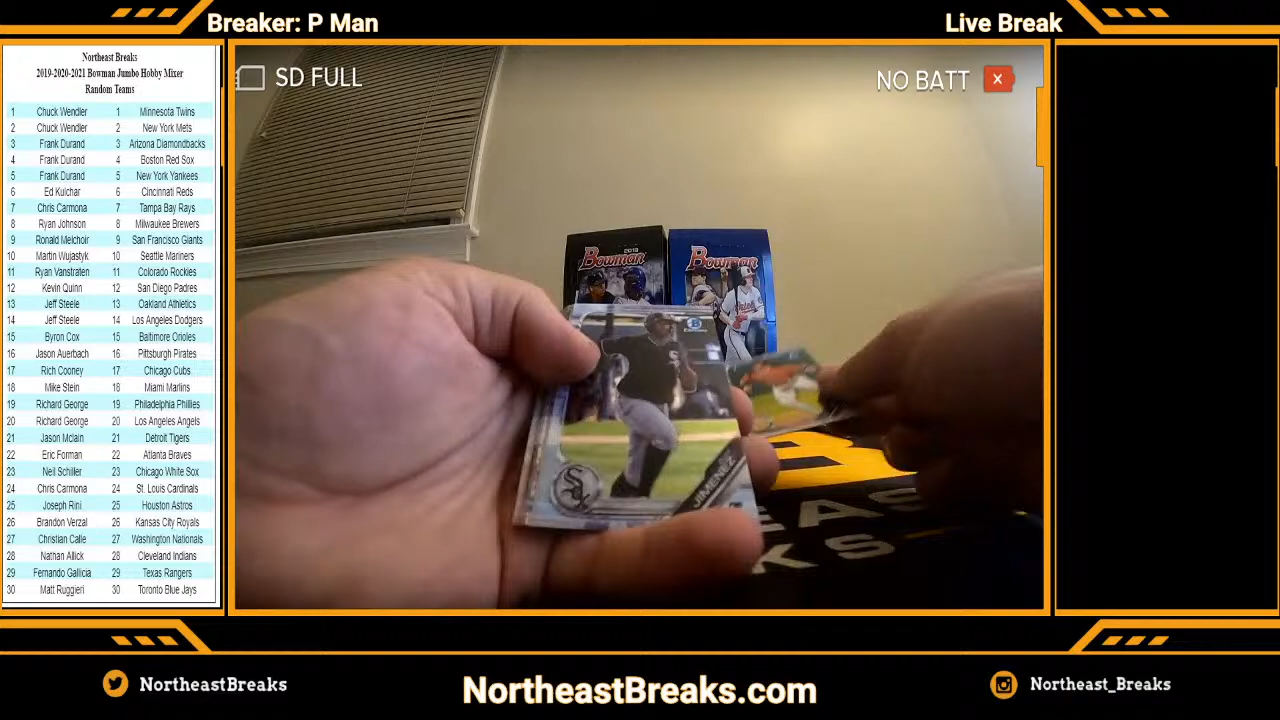 Breaker: P Man
Live Break
Northeast Breaks
2019-2020-2021 Bowman Jumbo Hobby Mixer
Random Teams
1 Chuck Wendler 1 Minnesota Twins
2 Chuck Wendler 2 New York Mets
3 Frank Durand 3 Arizona Diamondbacks
4 Frank Durand 4 Boston Red Sox
5 Frank Durand 5 New York Yankees
6 Ed Kulchar 6 Cincinnati Reds
7 Chris Carmona 7 Tampa Bay Rays
8 Ryan Johnson 8 Milwaukee Brewers
9 Ronald Melchoir 9 San Francisco Giants
10 Martin Wujastyk 10 Seattle Mariners
11 Ryan Vanstraten 11 Colorado Rockies
12 Kevin Quinn 12 San Diego Padres
13 Jeff Steele 13 Oakland Athletics
14 Jeff Steele 14 Los Angeles Dodgers
15 Byron Cox 15 Baltimore Orioles
16 Jason Auerbach 16 Pittsburgh Pirates
17 Rich Cooney 17 Chicago Cubs
18 Mike Stein 18 Miami Marlins
19 Richard George 19 Philadelphia Phillies
20 Richard George 20 Los Angeles Angels
21 Jason Mclain 21 Detroit Tigers
22 Eric Forman 22 Atlanta Braves
23 Neil Schiller 23 Chicago White Sox
24 Chris Carmona 24 St. Louis Cardinals
25 Joseph Rini 25 Houston Astros
26 Brandon Verzal 26 Kansas City Royals
27 Christian Calle 27 Washington Nationals
28 Nathan Allick 28 Cleveland Indians
29 Fernando Gallicia 29 Texas Rangers
30 Matt Ruggieri 30 Toronto Blue Jays
SD FULL
NO BATT
2019
Bowman
Bowman
JIMENEZ
EAS
KS
NortheastBreaks
NortheastBreaks.com
Northeast_Breaks